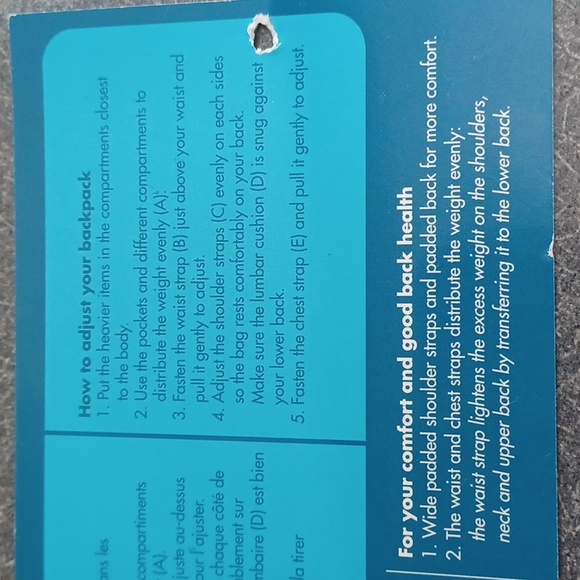 How to adjust your backpack
1. Put the heavier items in the compartments closest
to the body.
2. Use the pockets and different compartments to
distribute the weight evenly (A);
3. Fasten the waist strap (B) just above your waist and
pull it gently to adjust.
4. Adjust the shoulder straps (C) evenly on each sides
so the bag rests comfortably on your back.
Make sure the lumbar cushion (D) is snug against
your lower back.
5. Fasten the chest strap (E) and pull it gently to adjust.
For your comfort and good back health
1. Wide padded shoulder straps and padded back for more comfort.
2. The waist and chest straps distribute the weight evenly;
the waist strap lightens the excess weight on the shoulders,
neck and upper back by transferring it to the lower back.
les
compartiments
(A).
juste au-dessus
l'ajuster.
chaque côté de
sur
(D) est bien
la tirer